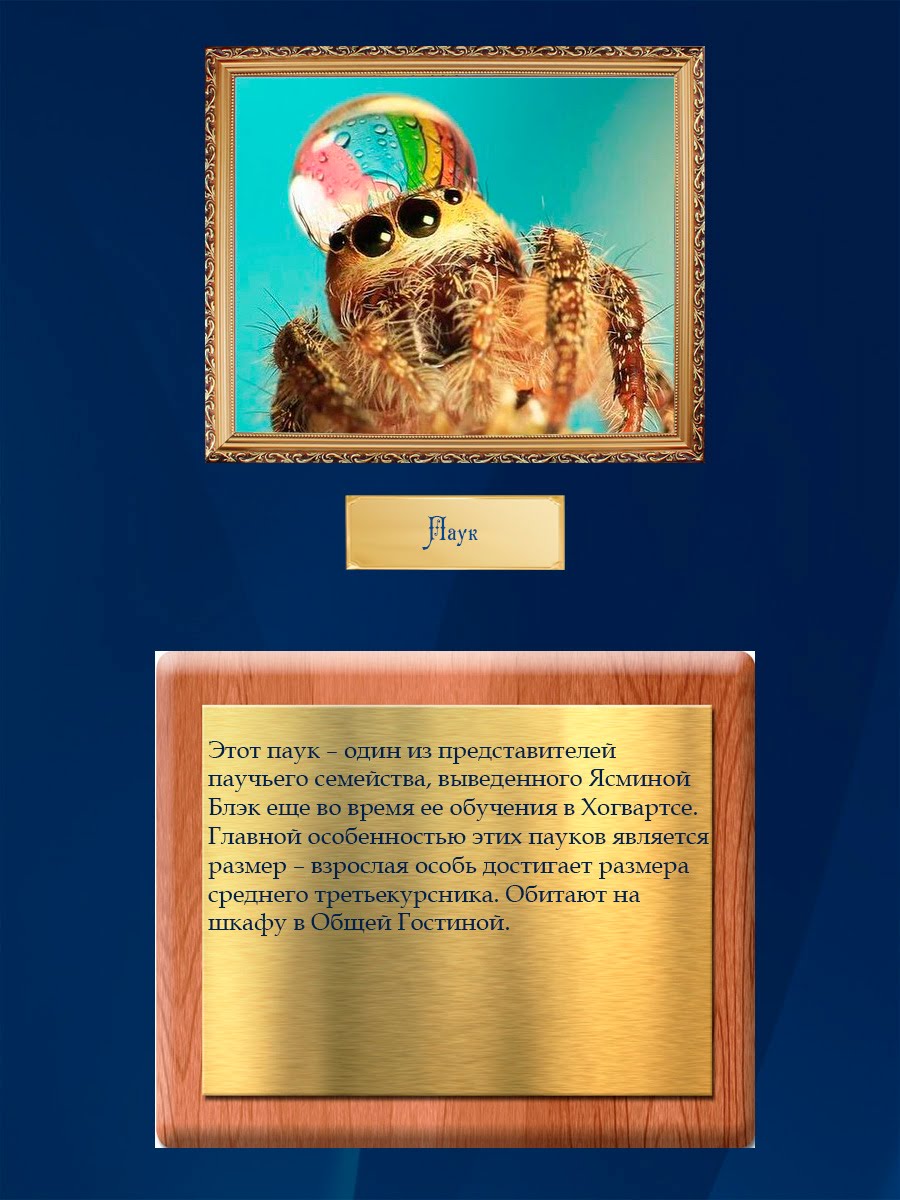 Паук
Этот паук – один из представителей
паучьего семейства, выведенного Ясминой
Блэк еще во время ее обучения в Хогвартсе.
Главной особенностью этих пауков является
размер – взрослая особь достигает размера
среднего третьекурсника. Обитают на
шкафу в Общей Гостиной.